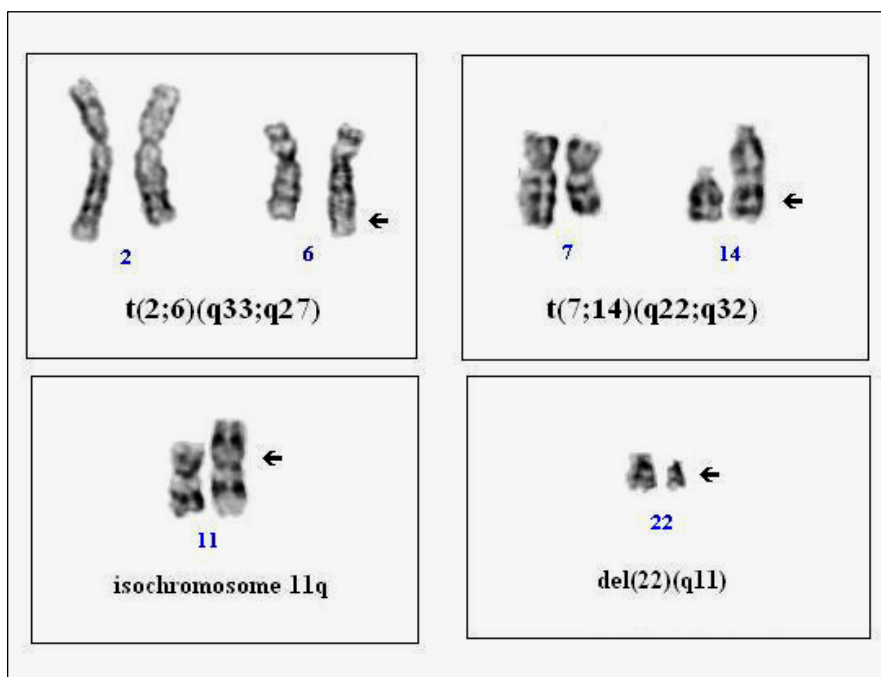 2
6
t(2;6)(q33;q27)
7
14
t(7;14)(q22;q32)
11
isochromosome 11q
22
del(22)(q11)